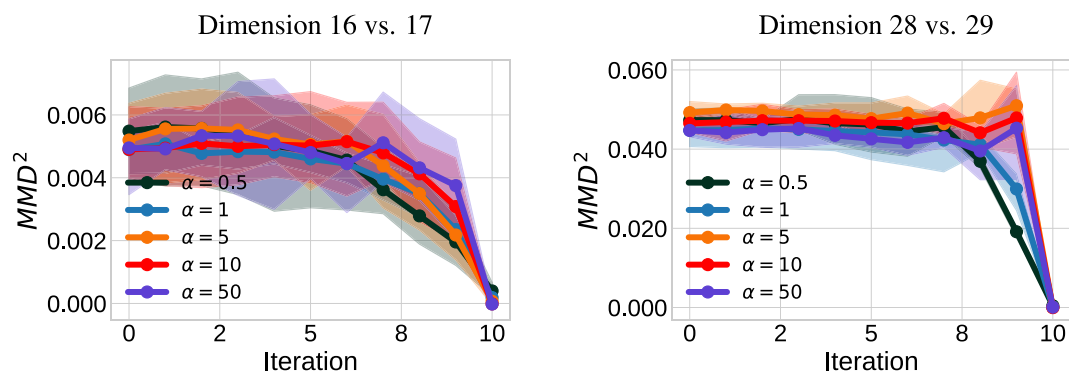 Dimension 16 vs. 17
MMD²
0.006
0.004
0.002
0.000
α = 0.5
α = 1
α = 5
α = 10
α = 50
0 2 5 8 10
Iteration
Dimension 28 vs. 29
MMD²
0.060
0.040
0.020
0.000
α = 0.5
α = 1
α = 5
α = 10
α = 50
0 2 5 8 10
Iteration